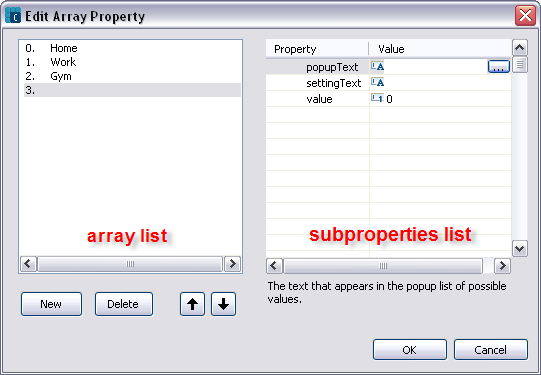 Edit Array Property
0. Home
1. Work
2. Gym
3.
array list
New
Delete
Property Value
popupText ...
settingText
value 0
subproperties list
The text that appears in the popup list of possible
values.
OK
Cancel